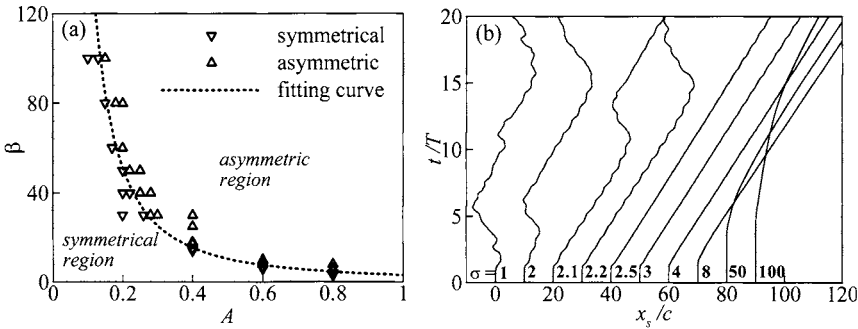 (a)
symmetrical
asymmetric
fitting curve
asymmetric
region
symmetrical
region
β
120
80
40
0
0.2
0.4
0.6
0.8
1
A
(b)
t/T
20
15
10
5
0
σ = 1 2 2.1 2.2 2.5 3 4 8 50 100
0 20 40 60 80 100 120
x_s/c